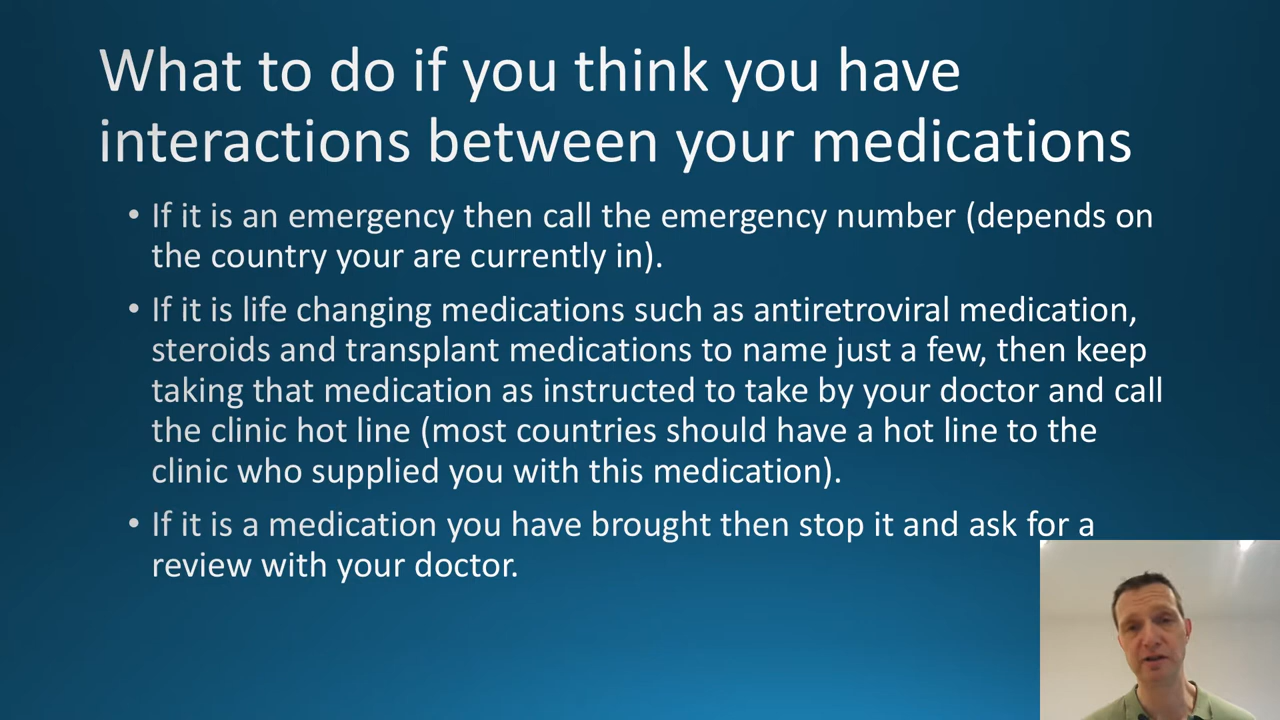 What to do if you think you have
interactions between your medications
• If it is an emergency then call the emergency number (depends on
the country your are currently in).
• If it is life changing medications such as antiretroviral medication,
steroids and transplant medications to name just a few, then keep
taking that medication as instructed to take by your doctor and call
the clinic hot line (most countries should have a hot line to the
clinic who supplied you with this medication).
• If it is a medication you have brought then stop it and ask for a
review with your doctor.